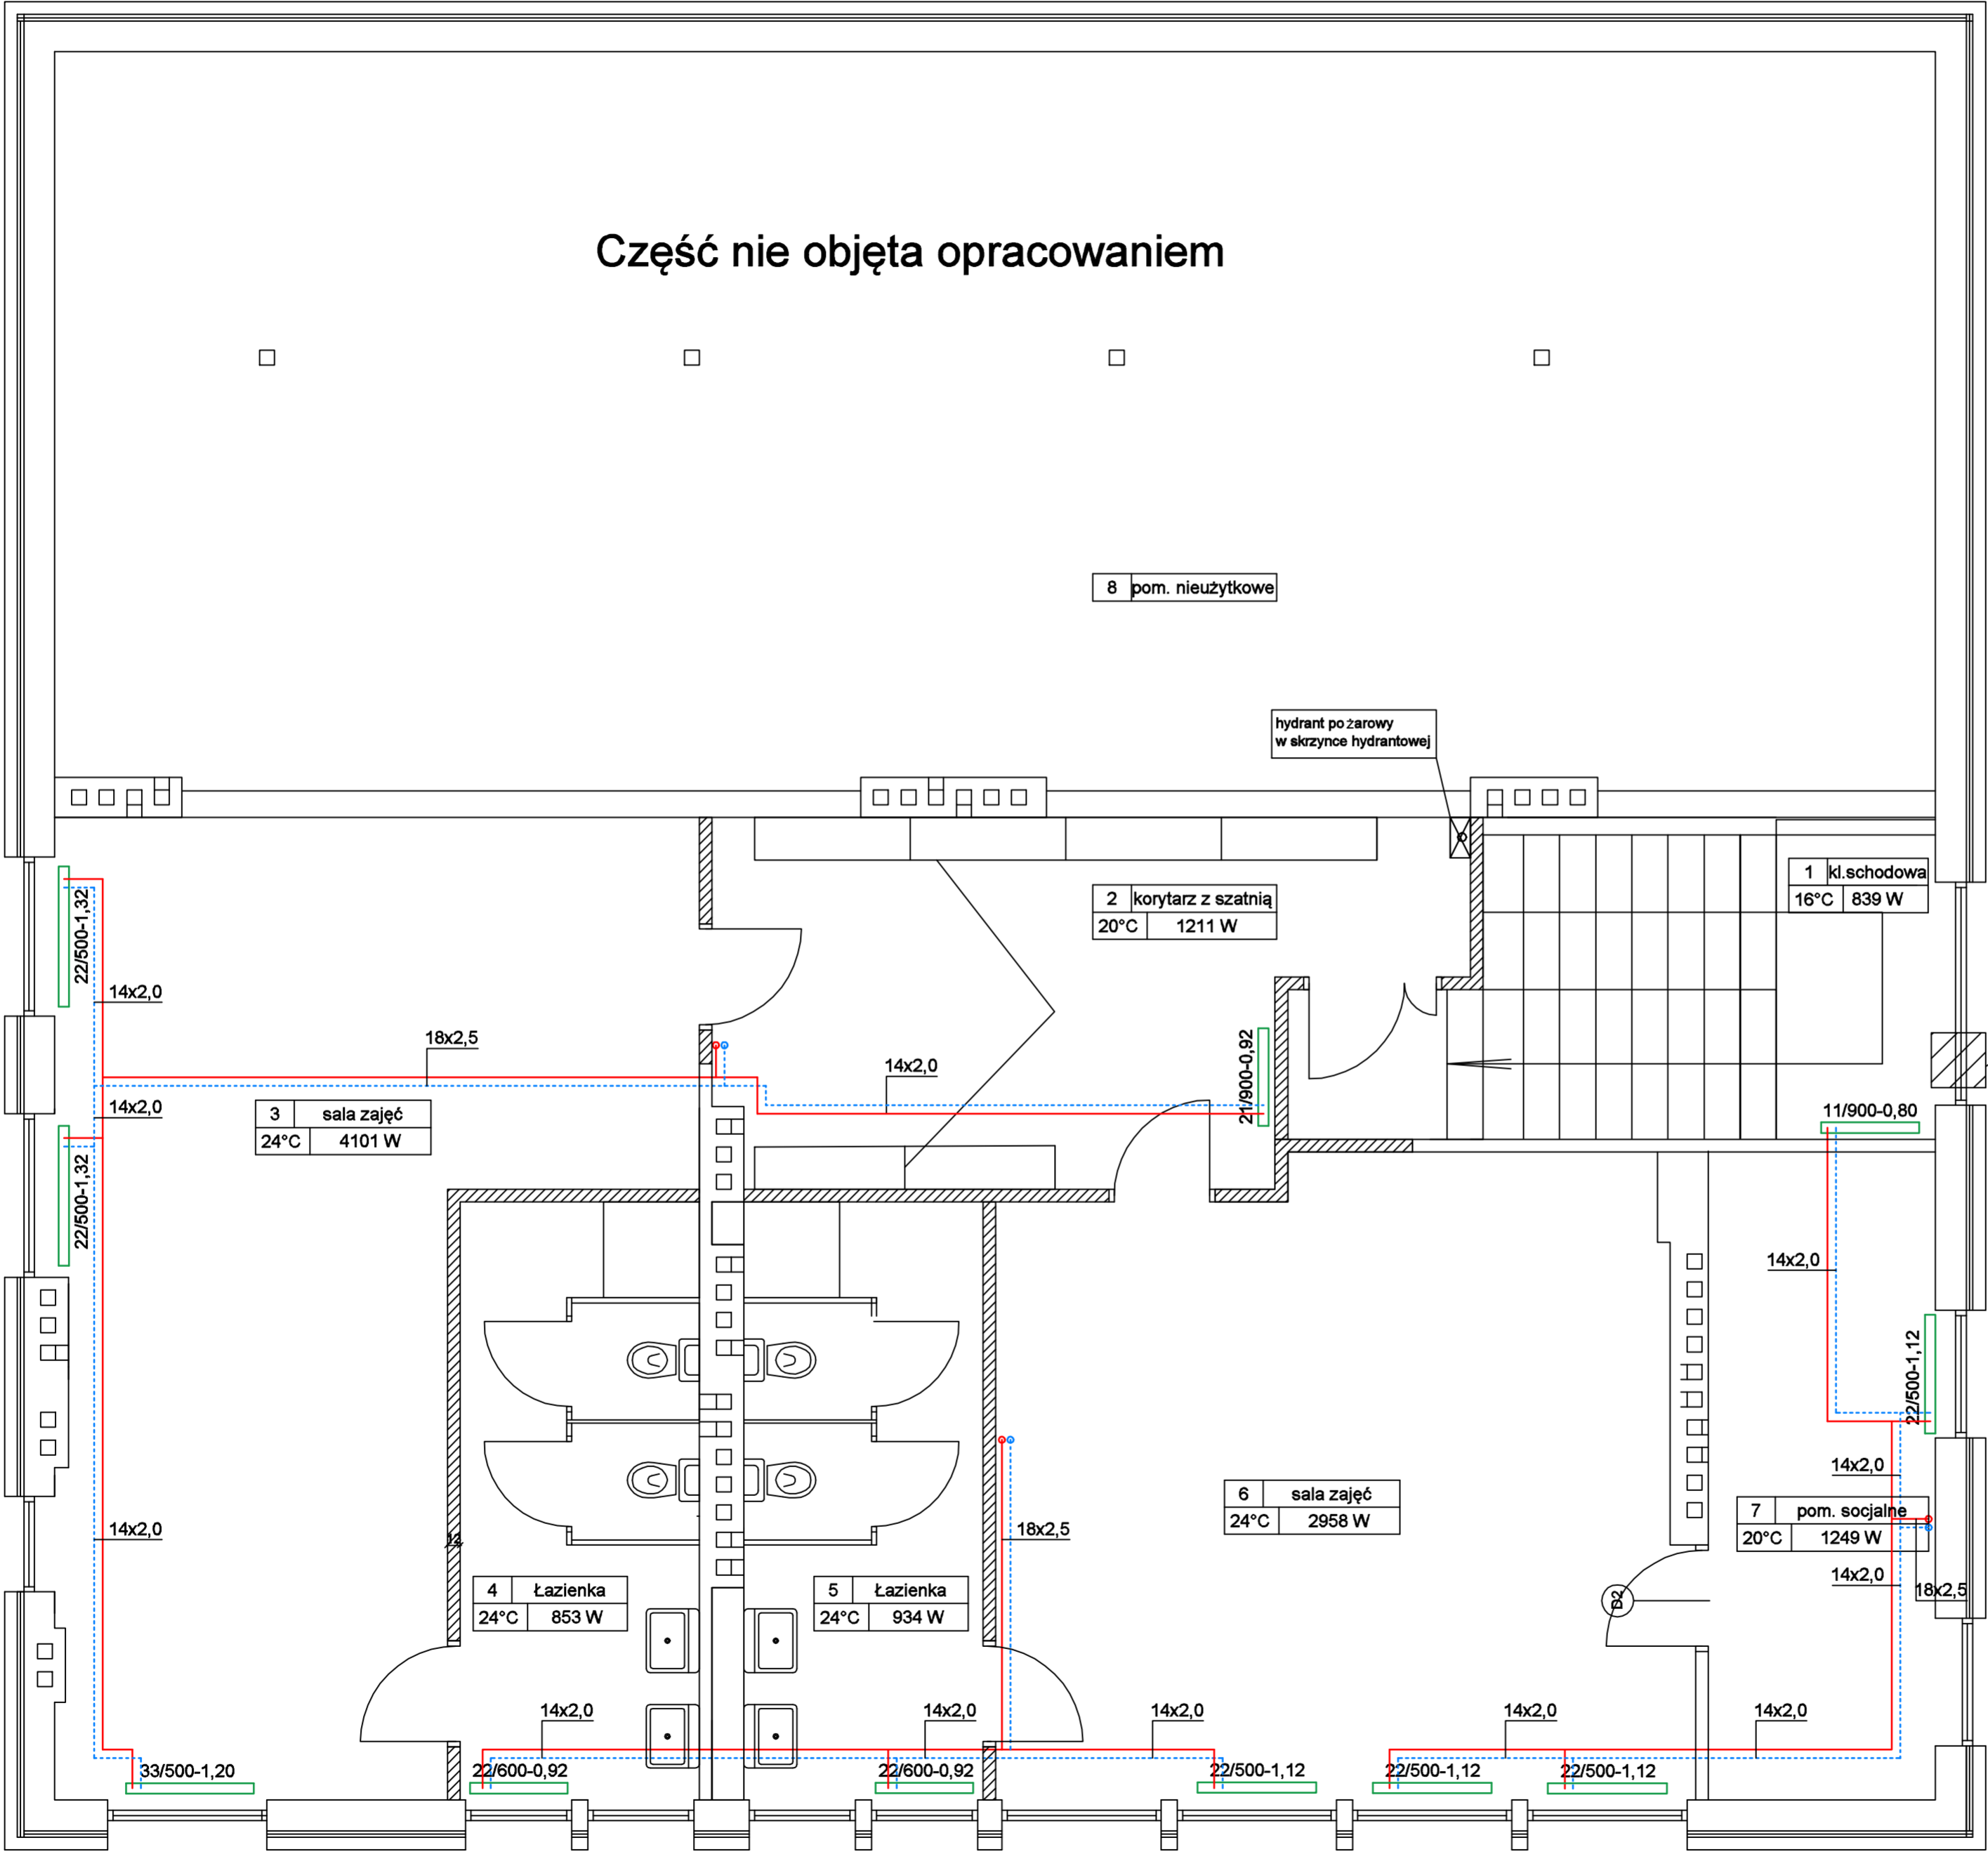 Część nie objęta opracowaniem
8 pom. nieużytkowe
hydrant pożarowy
w skrzynce hydrantowej
1 kl.schodowa
16°C 839 W
2 korytarz z szatnią
20°C 1211 W
22/500-1,32
14x2,0
18x2,5
14x2,0
21/900-0,92
14x2,0
3 sala zajęć
24°C 4101 W
11/900-0,80
22/500-1,32
14x2,0
22/500-1,12
14x2,0
6 sala zajęć
24°C 2958 W
7 pom. socjalne
20°C 1249 W
14x2,0
18x2,5
12
4 Łazienka
24°C 853 W
5 Łazienka
24°C 934 W
14x2,0
18x2,5
D2
14x2,0
14x2,0
14x2,0
14x2,0
14x2,0
33/500-1,20
22/600-0,92
22/600-0,92
22/500-1,12
22/500-1,12
22/500-1,12